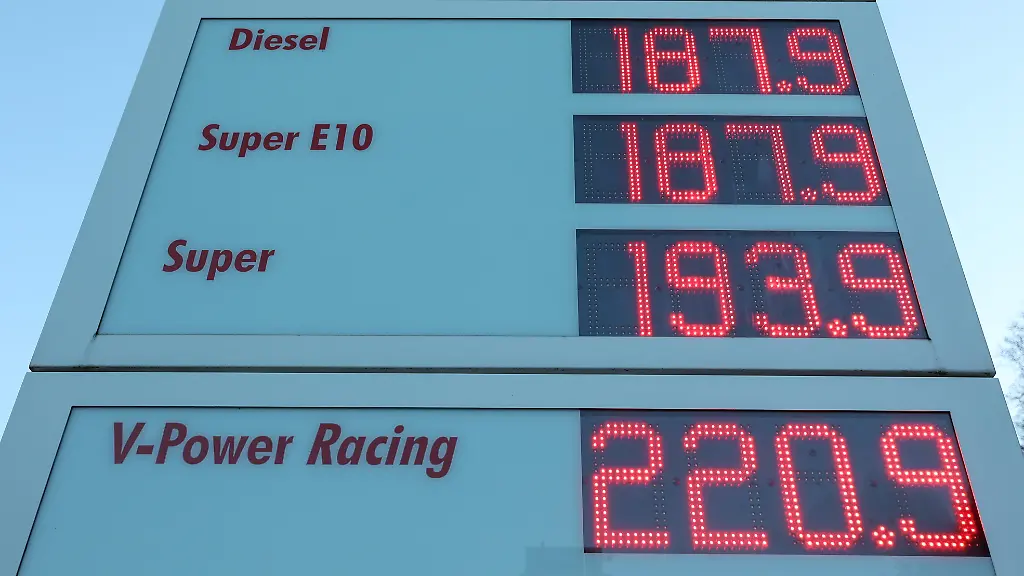 Diesel 187.9
Super E10 187.9
Super 193.9
V-Power Racing 220.9